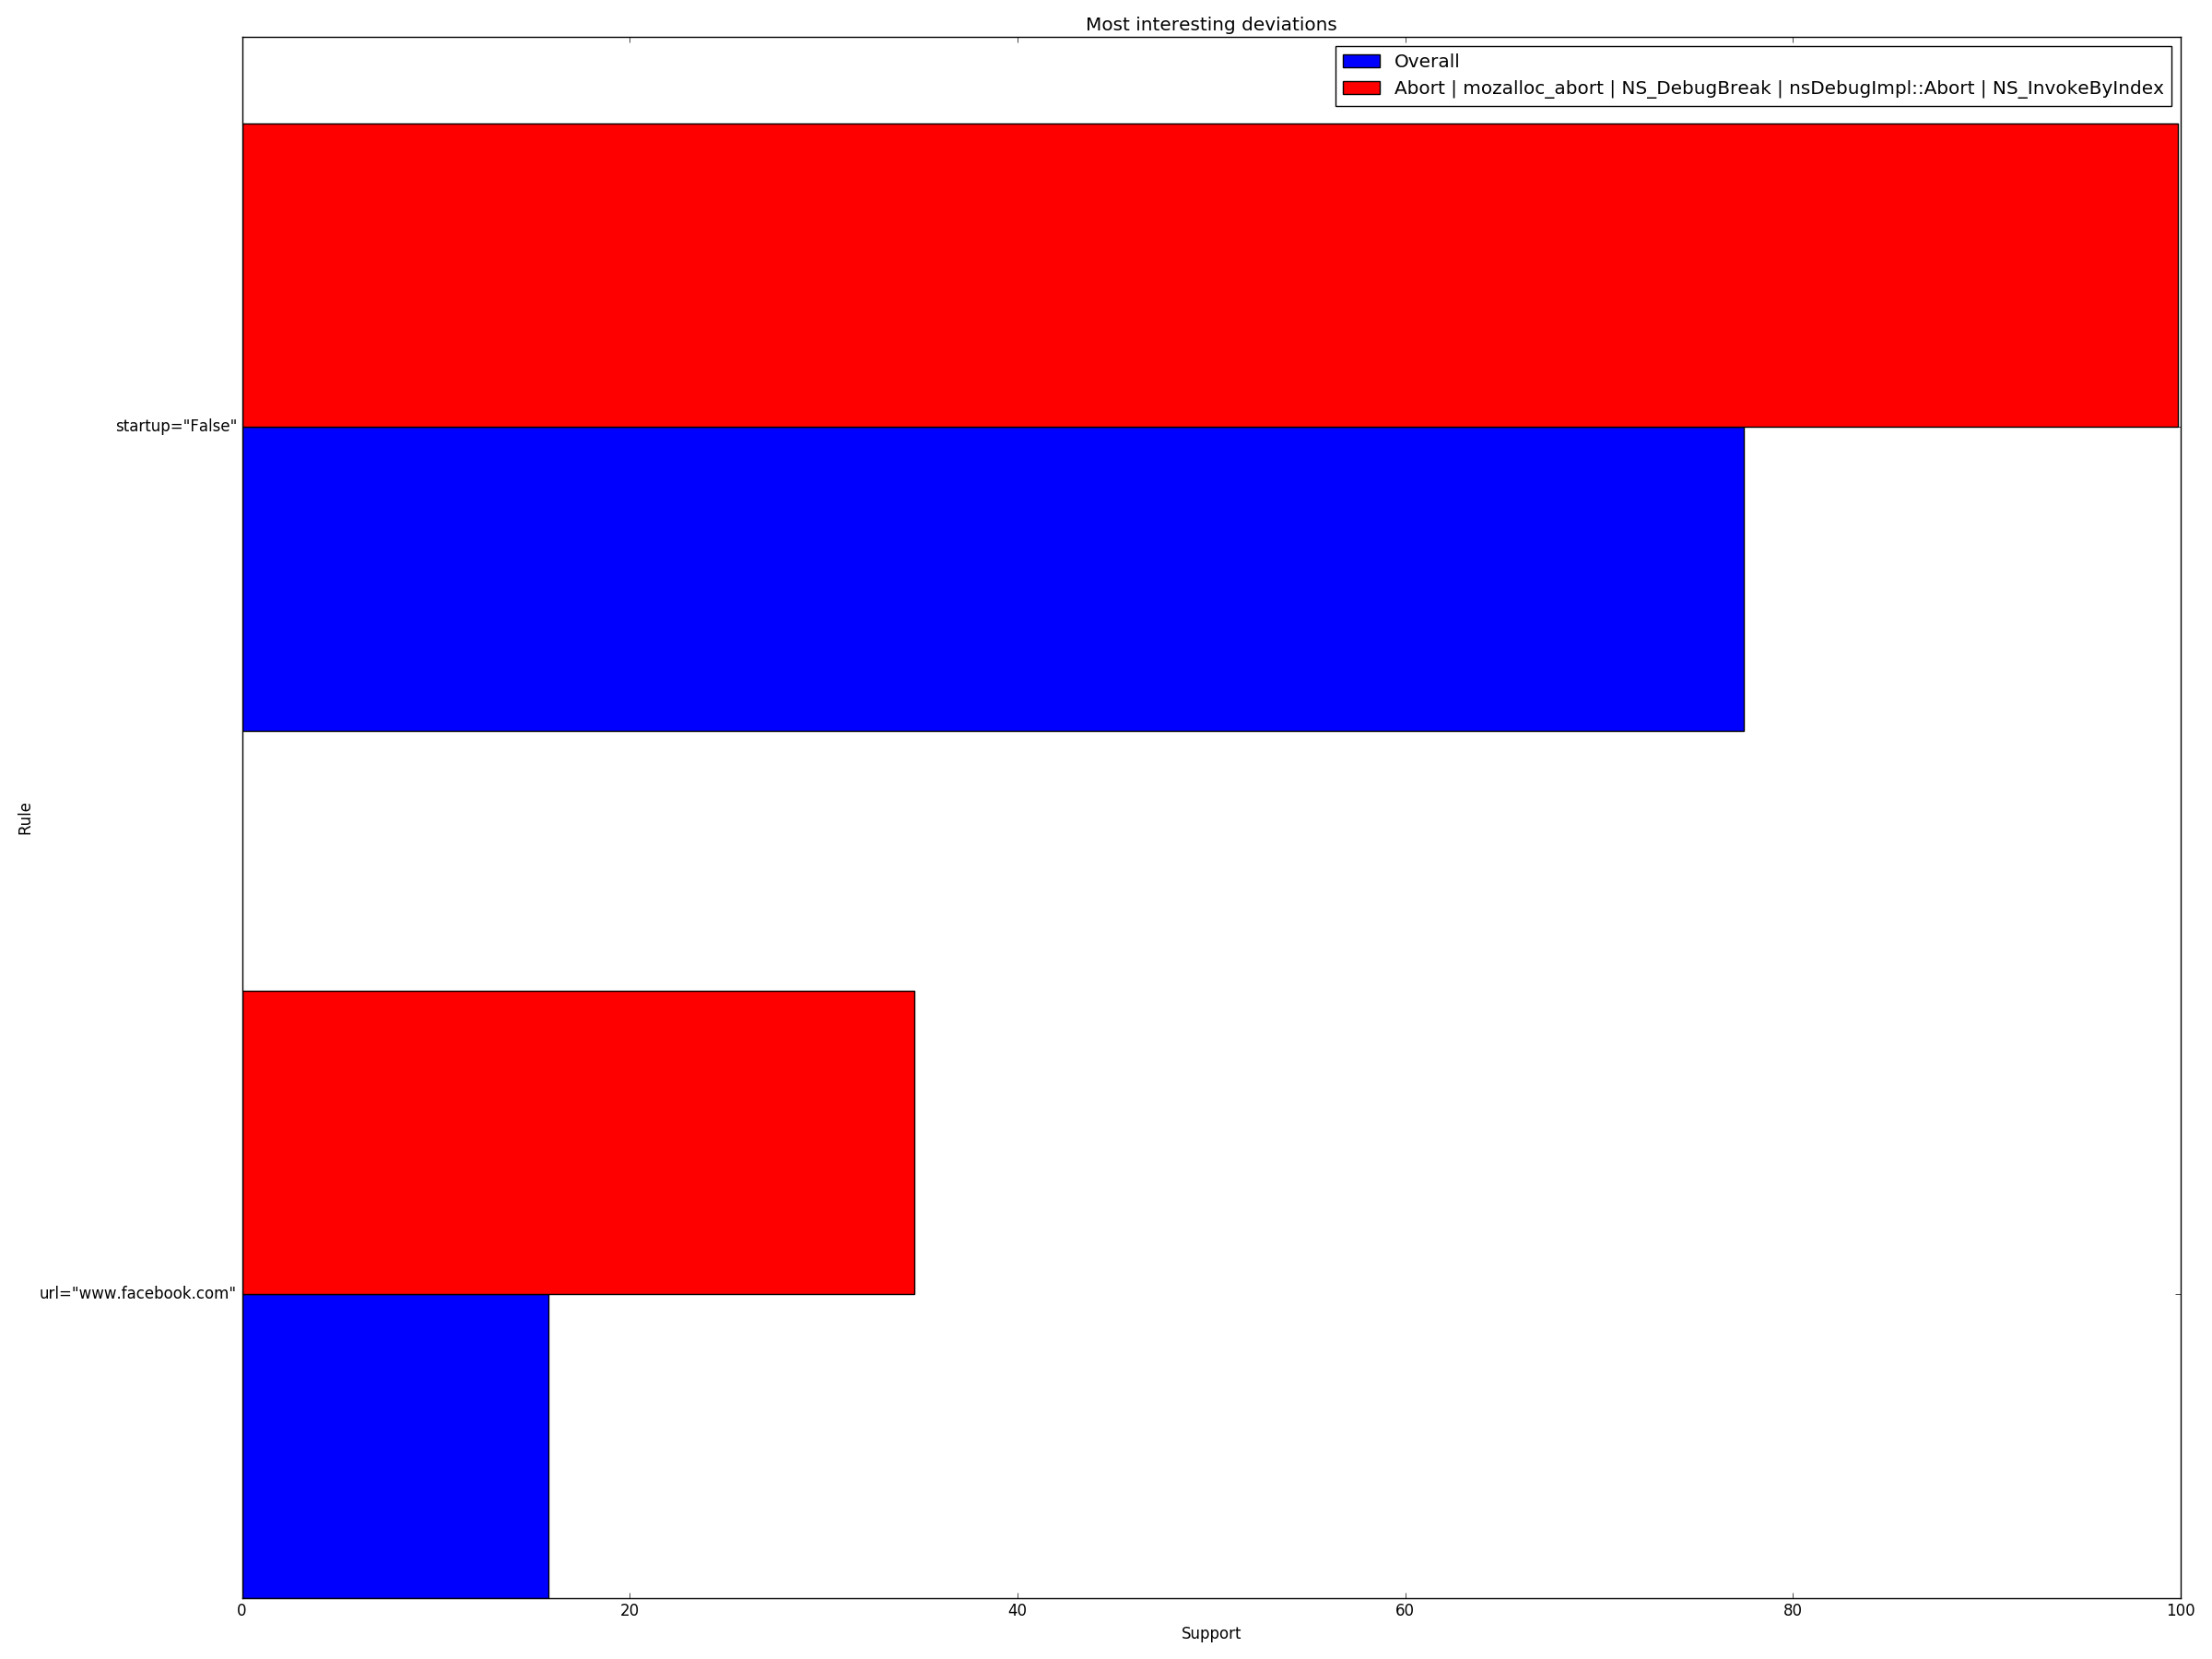 Most interesting deviations
Overall
Abort | mozalloc_abort | NS_DebugBreak | nsDebugImpl::Abort | NS_InvokeByIndex
startup="False"
Rule
url="www.facebook.com"
0 20 40 60 80 100
Support